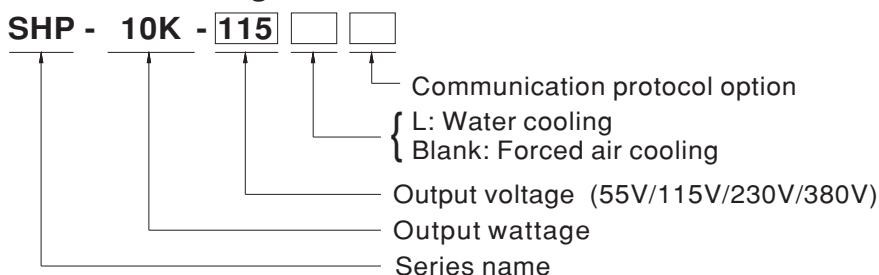 SHP - 10K - 115
Communication protocol option
L: Water cooling
Blank: Forced air cooling
Output voltage (55V/115V/230V/380V)
Output wattage
Series name